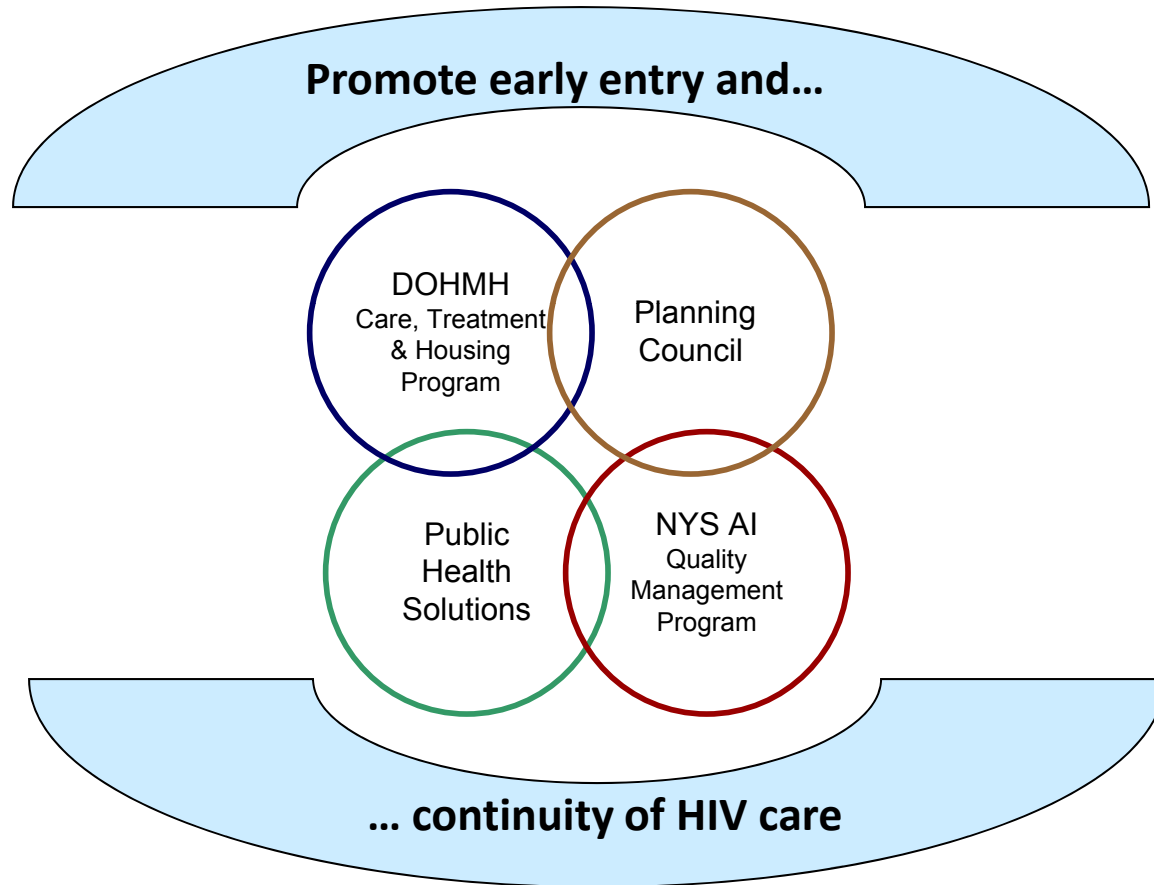 Promote early entry and…
DOHMH
Care, Treatment
& Housing
Program
Planning
Council
Public
Health
Solutions
NYS AI
Quality
Management
Program
… continuity of HIV care